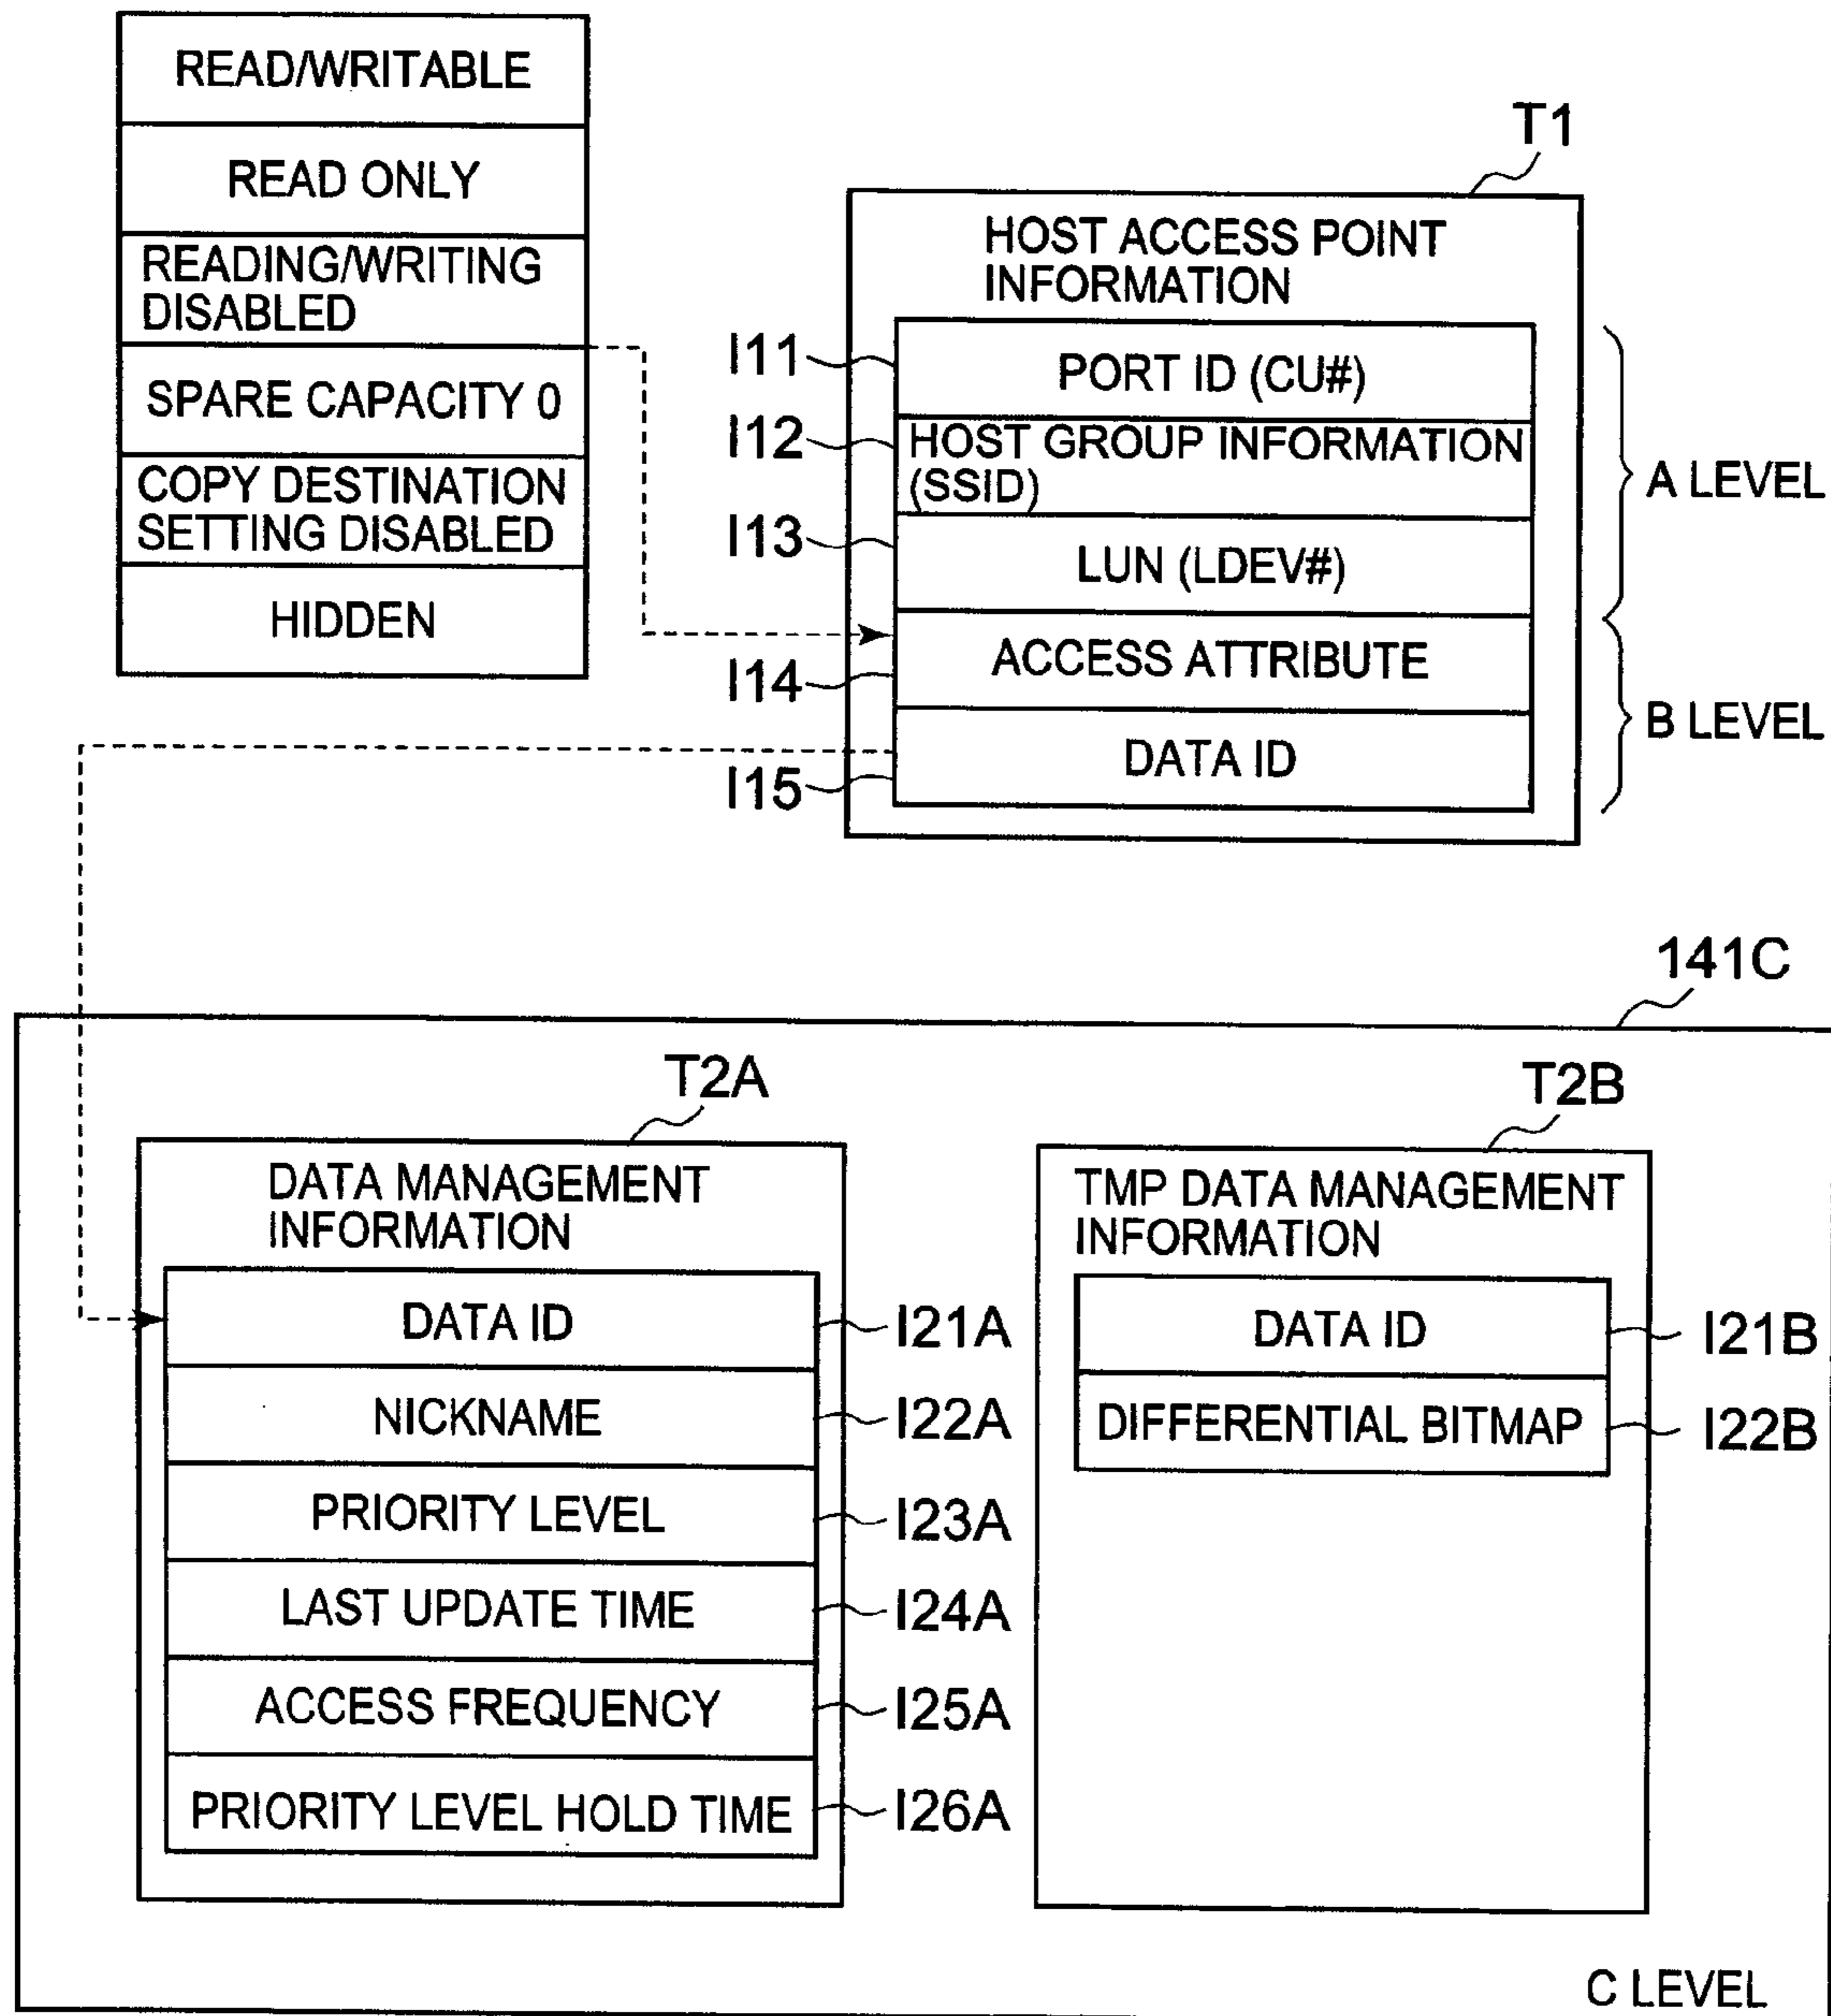 READ/WRITABLE
READ ONLY
READING/WRITING
DISABLED
SPARE CAPACITY 0
COPY DESTINATION
SETTING DISABLED
HIDDEN
T1
HOST ACCESS POINT
INFORMATION
I11
PORT ID (CU#)
I12
HOST GROUP INFORMATION
(SSID)
I13
LUN (LDEV#)
A LEVEL
I14
ACCESS ATTRIBUTE
I15
DATA ID
B LEVEL
141C
T2A
DATA MANAGEMENT
INFORMATION
DATA ID
I21A
NICKNAME
I22A
PRIORITY LEVEL
I23A
LAST UPDATE TIME
I24A
ACCESS FREQUENCY
I25A
PRIORITY LEVEL HOLD TIME
I26A
T2B
TMP DATA MANAGEMENT
INFORMATION
DATA ID
I21B
DIFFERENTIAL BITMAP
I22B
C LEVEL